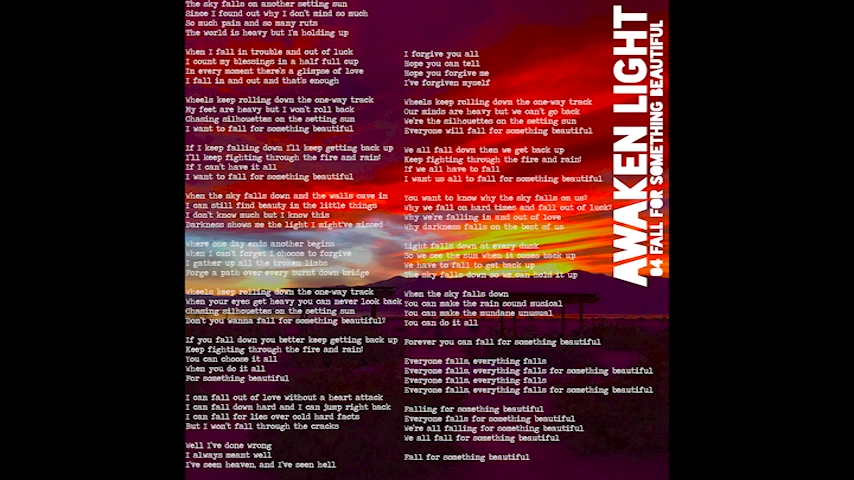 The sky falls on another setting sun
Since I found out why I don't mind so much
So much pain and so many ruts
The world is heavy but I'm holding up
When I fall in trouble and out of luck
I count my blessings in a half full cup
In every moment there's a glimpse of love
I fall in and out and that's enough
Wheels keep rolling down the one-way track
My feet are heavy but I won't roll back
Chasing silhouettes on the setting sun
I want to fall for something beautiful
If I keep falling down I'll keep getting back up
I'll keep fighting through the fire and rain!
If I can't have it all
I want to fall for something beautiful
When the sky falls down and the walls cave in
I can still find beauty in the little things
I don't know much but I know this
Darkness shows me the light I might've missed
Where one day ends another begins
When I can't forget I choose to forgive
I gather up all the broken limbs
Forge a path over every burnt down bridge
Wheels keep rolling down the one-way track
When your eyes get heavy you can never look back
Chasing silhouettes on the setting sun
Don't you wanna fall for something beautiful?
If you fall down you better keep getting back up
Keep fighting through the fire and rain!
You can choose it all
When you do it all
For something beautiful
I can fall out of love without a heart attack
I can fall down hard and I can jump right back
I can fall for lies over cold hard facts
But I won't fall through the cracks
Well I've done wrong
I always meant well
I've seen heaven, and I've seen hell
I forgive you all
Hope you can tell
Hope you forgive me
I've forgiven myself
Wheels keep rolling down the one-way track
Our minds are heavy but we can't go back
We're the silhouettes on the setting sun
Everyone will fall for something beautiful
We all fall down then we get back up
Keep fighting through the fire and rain!
If we all have to fall
I want us all to fall for something beautiful
You want to know why the sky falls on us?
Why we fall on hard times and fall out of luck?
Why we're falling in and out of love
Why darkness falls on the best of us
Light falls down at every dusk
So we see the sun when it comes back up
We have to fall to get back up
The sky falls down so we can hold it up
When the sky falls down
You can make the rain sound musical
You can make the mundane unusual
You can do it all
Forever you can fall for something beautiful
Everyone falls, everything falls
Everyone falls, everything falls for something beautiful
Everyone falls, everything falls
Everyone falls, everything falls for something beautiful
Falling for something beautiful
Everyone falls for something beautiful
We're all falling for something beautiful
We all fall for something beautiful
Fall for something beautiful
AWAKEN LIGHT
04 FALL FOR SOMETHING BEAUTIFUL